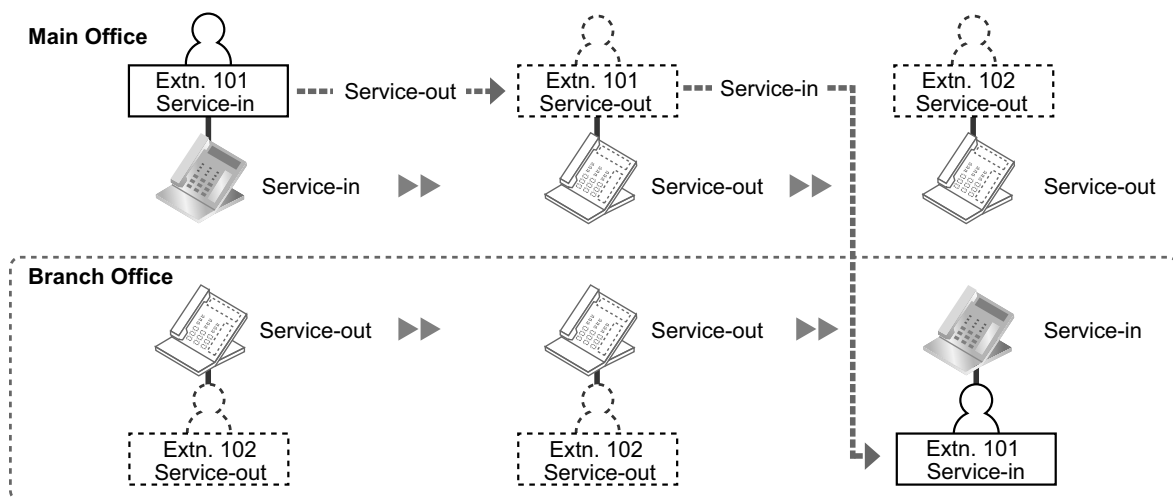 Main Office
Extn. 101
Service-in
Service-out
Extn. 101
Service-out
Service-in
Extn. 102
Service-out
Service-in
Service-out
Service-out
Branch Office
Service-out
Service-out
Service-in
Extn. 102
Service-out
Extn. 102
Service-out
Extn. 101
Service-in